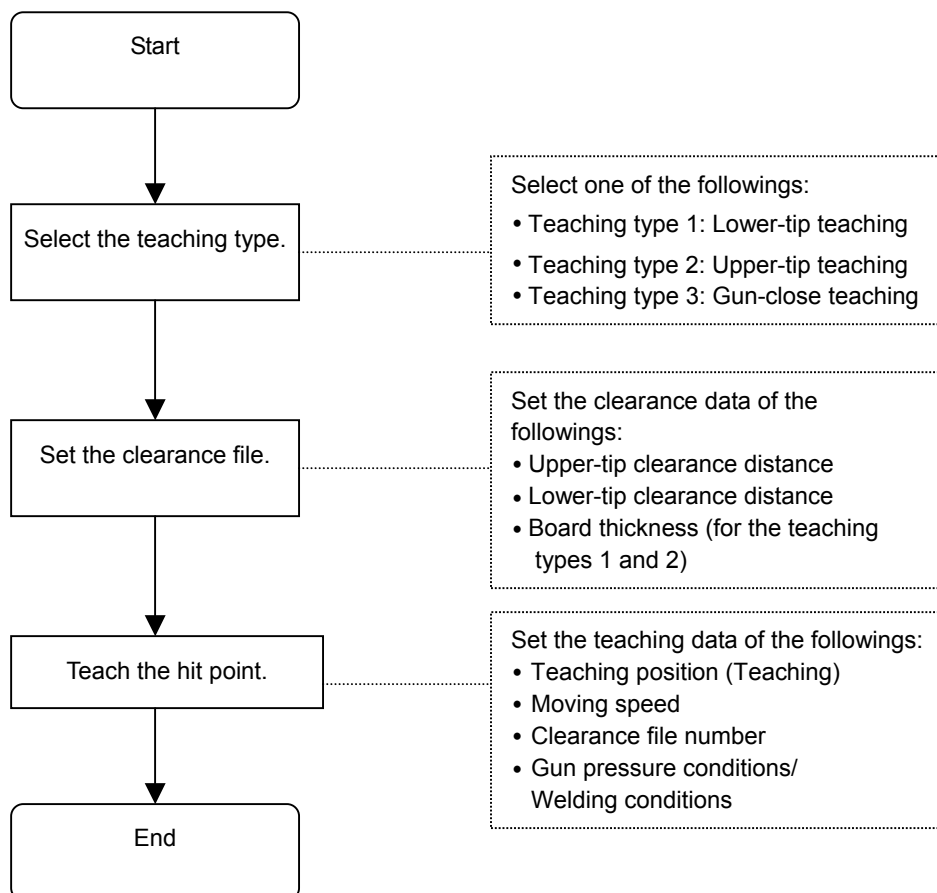 Start
Select the teaching type.
Select one of the followings:
• Teaching type 1: Lower-tip teaching
• Teaching type 2: Upper-tip teaching
• Teaching type 3: Gun-close teaching
Set the clearance file.
Set the clearance data of the
followings:
• Upper-tip clearance distance
• Lower-tip clearance distance
• Board thickness (for the teaching
types 1 and 2)
Teach the hit point.
Set the teaching data of the followings:
• Teaching position (Teaching)
• Moving speed
• Clearance file number
• Gun pressure conditions/
Welding conditions
End